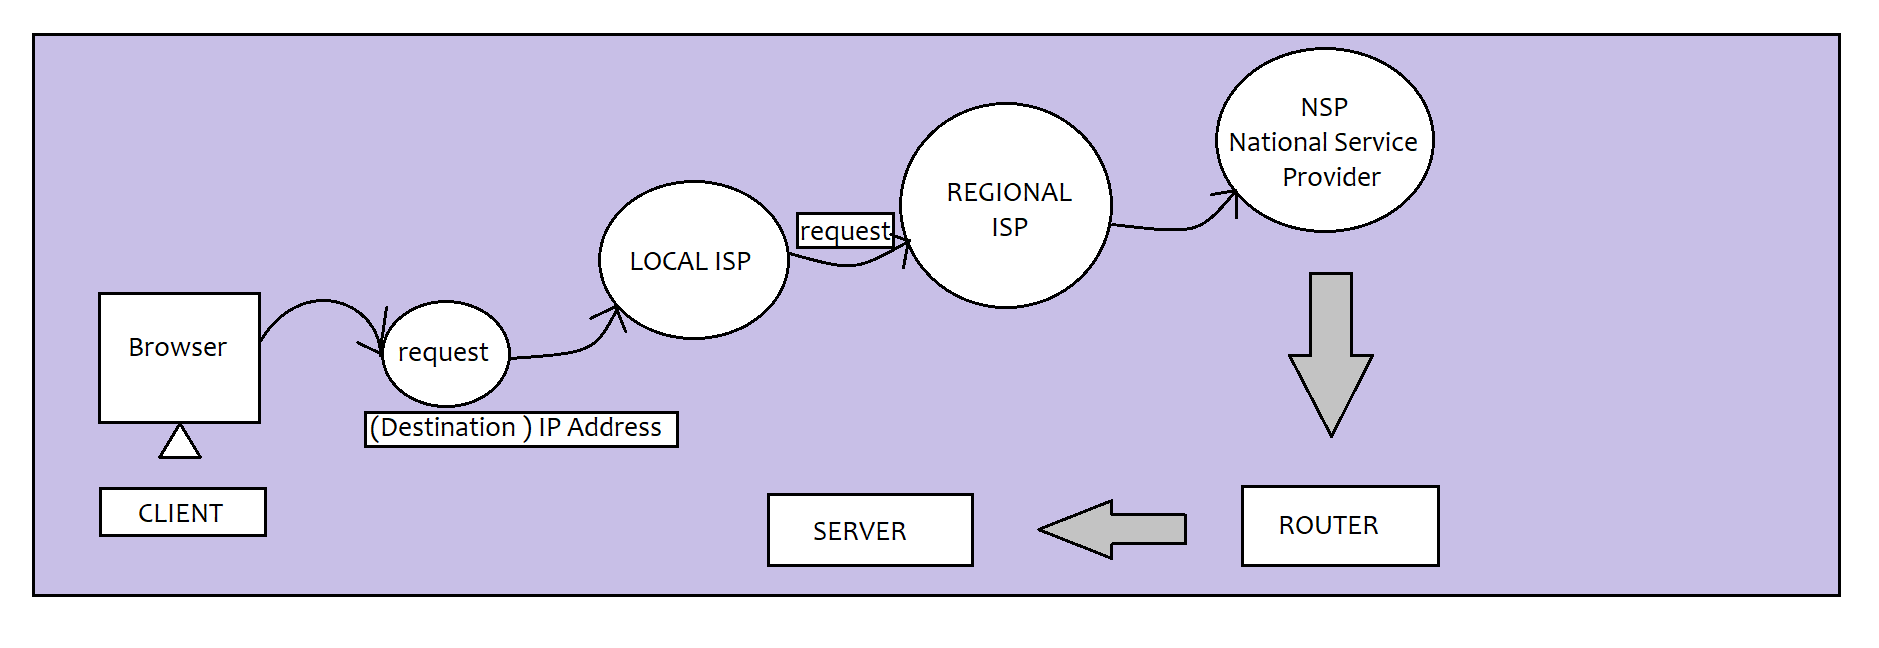 Browser
CLIENT
request
(Destination ) IP Address
LOCAL ISP
request
REGIONAL
ISP
NSP
National Service
Provider
ROUTER
SERVER